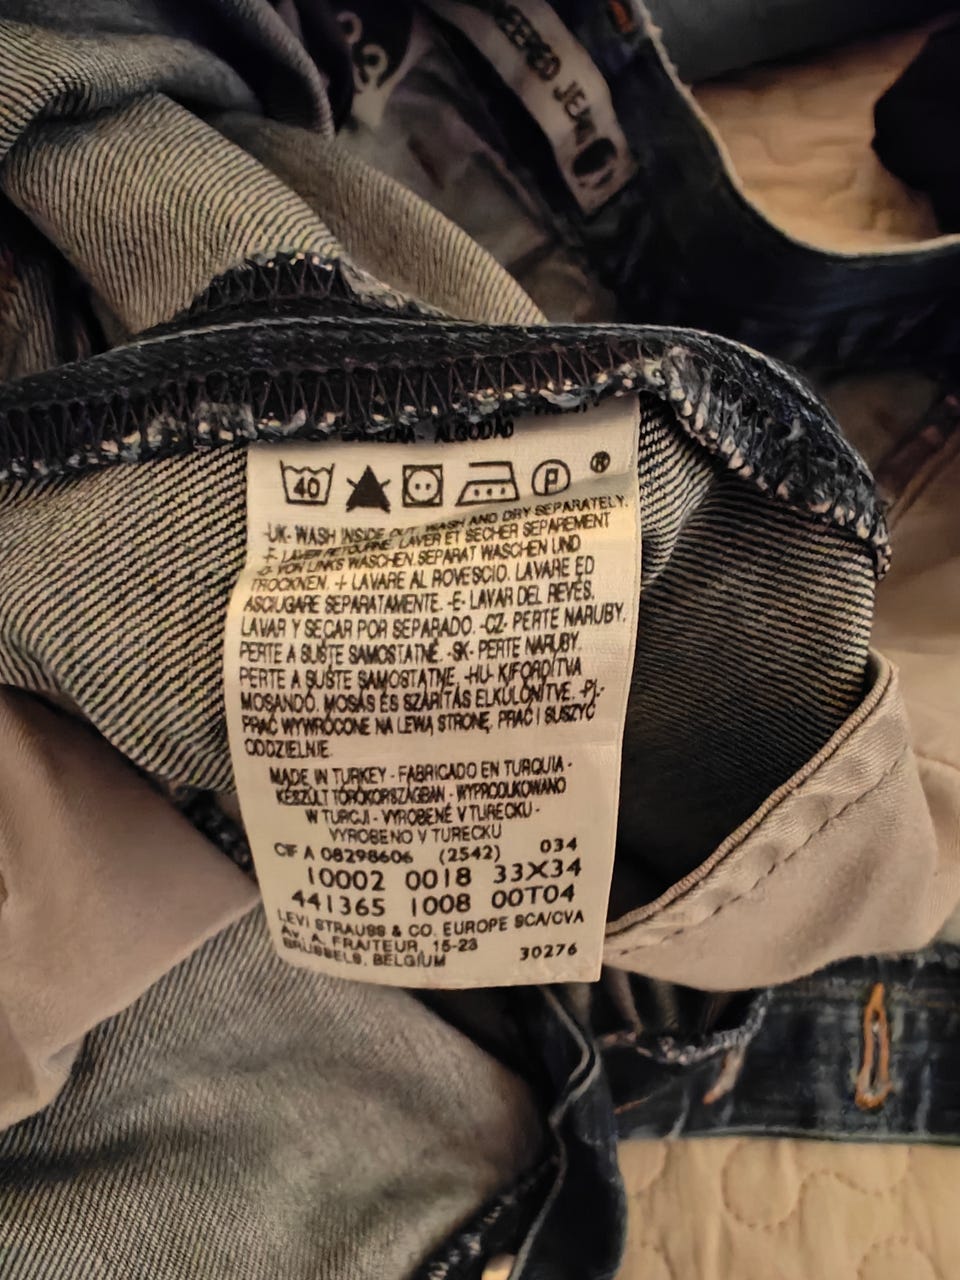 ALGODÃO
40 P ®
-UK- WASH INSIDE OUT. WASH AND DRY SEPARATELY.
-F- LAVER RETOURNE. LAVER ET SECHER SEPAREMENT
-D- VON LINKS WASCHEN. SEPARAT WASCHEN UND
TROCKNEN. -I- LAVARE AL ROVESCIO. LAVARE ED
ASCIUGARE SEPARATAMENTE. -E- LAVAR DEL REVÉS.
LAVAR Y SECAR POR SEPARADO. -CZ- PERTE NARUBY.
PERTE A SUŠTE SAMOSTATNĚ. -SK- PERTE NARUBY.
PERTE A SUŠTE SAMOSTATNE. -HU- KIFORDÍTVA
MOSANDÓ. MOSÁS ÉS SZÁRÍTÁS ELKÜLÖNÍTVE. -PL-
PRAĆ WYWRÓCONE NA LEWĄ STRONĘ, PRAĆ I SUSZYĆ
ODDZIELNIE.
MADE IN TURKEY - FABRICADO EN TURQUIA -
KÉSZÜLT TÖRÖKORSZÁGBAN - WYPRODUKOWANO
W TURCJI - VYROBENÉ V TURECKU -
VYROBENO V TURECKU
CIF A 08298606 (2542) 034
10002 0018 33X34
441365 1008 00T04
LEVI STRAUSS & CO. EUROPE SCA/CVA
AV. A. FRAITEUR, 15-23
BRUSSELS, BELGIUM 30276